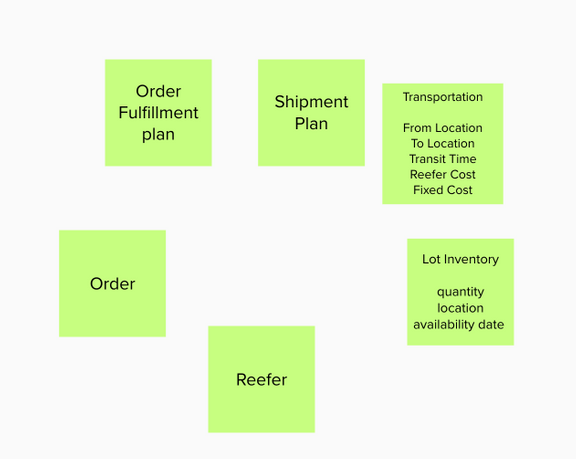 Order
Fulfillment
plan
Shipment
Plan
Transportation
From Location
To Location
Transit Time
Reefer Cost
Fixed Cost
Order
Lot Inventory
quantity
location
availability date
Reefer